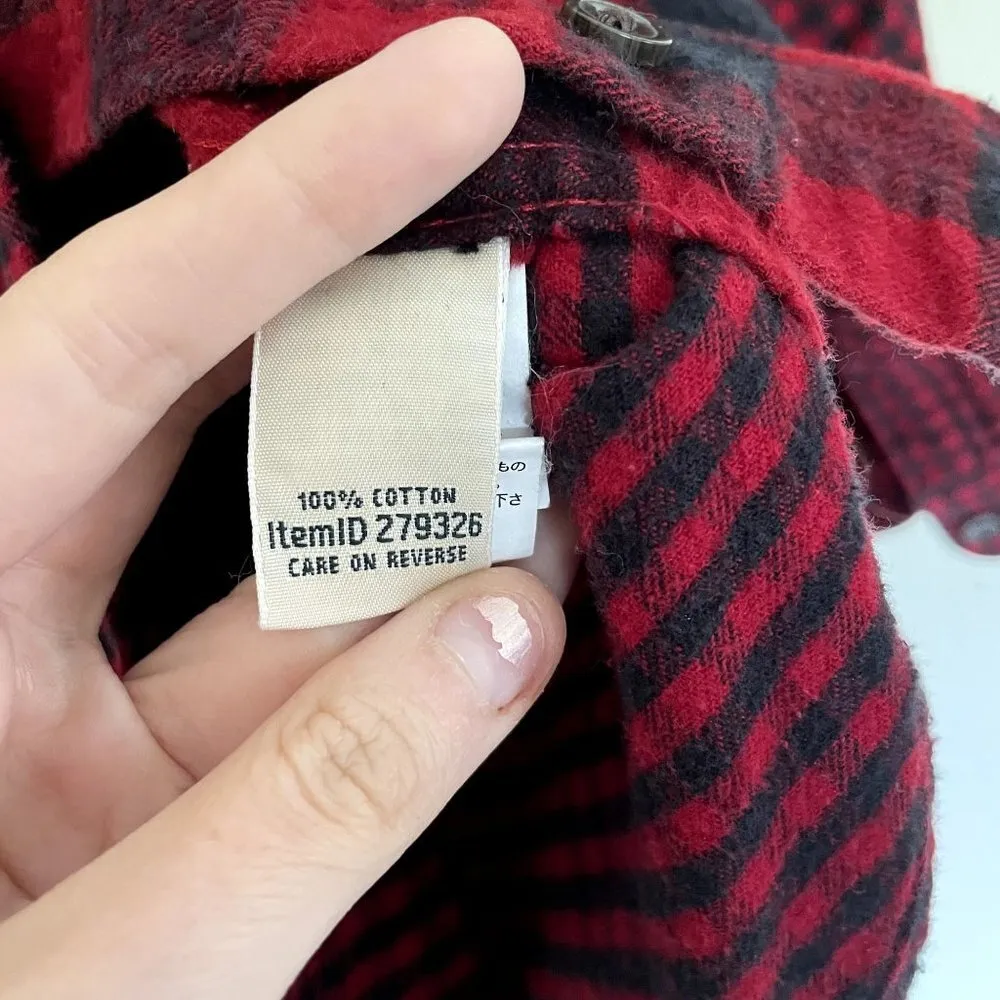 100% COTTON
ItemID 279326
CARE ON REVERSE
もの
下さ